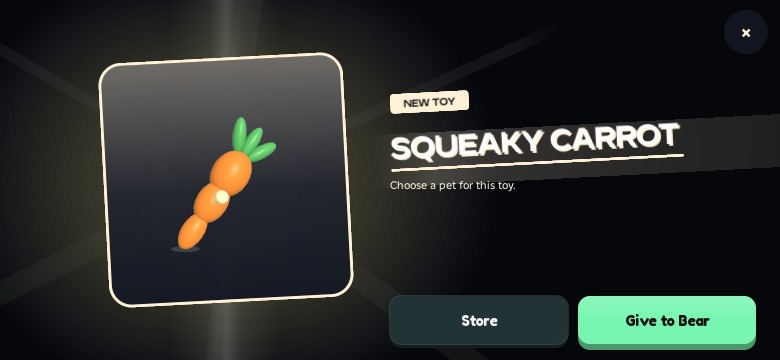 ×
NEW TOY
SQUEAKY CARROT
Choose a pet for this toy.
Store
Give to Bear